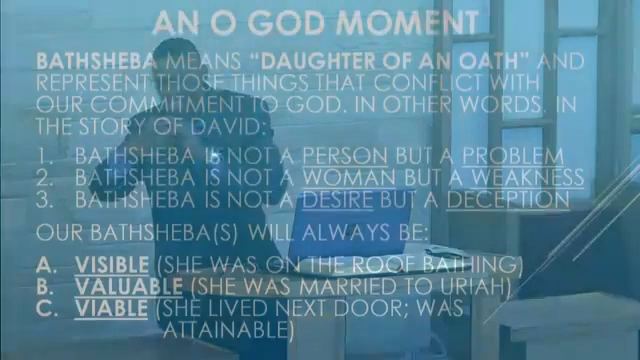 AN O GOD MOMENT
BATHSHEBA MEANS “DAUGHTER OF AN OATH” AND
REPRESENT THOSE THINGS THAT CONFLICT WITH
OUR COMMITMENT TO GOD. IN OTHER WORDS, IN
THE STORY OF DAVID:
1. BATHSHEBA IS NOT A PERSON BUT A PROBLEM
2. BATHSHEBA IS NOT A WOMAN BUT A WEAKNESS
3. BATHSHEBA IS NOT A DESIRE BUT A DECEPTION
OUR BATHSHEBA(S) WILL ALWAYS BE:
A. VISIBLE (SHE WAS ON THE ROOF BATHING)
B. VALUABLE (SHE WAS MARRIED TO URIAH)
C. VIABLE (SHE LIVED NEXT DOOR; WAS
ATTAINABLE)